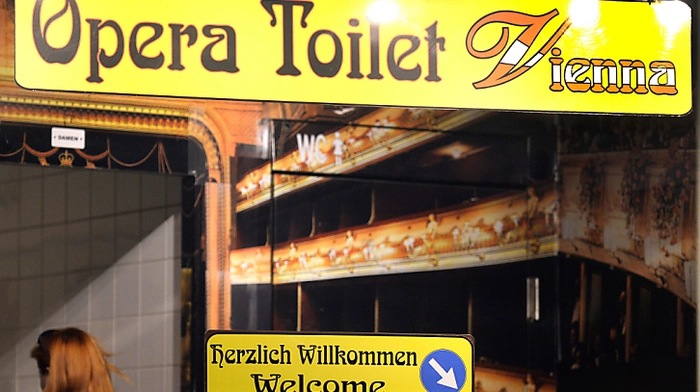 Opera Toilet Vienna
DAMEN
WC
Herzlich Willkommen
Welcome